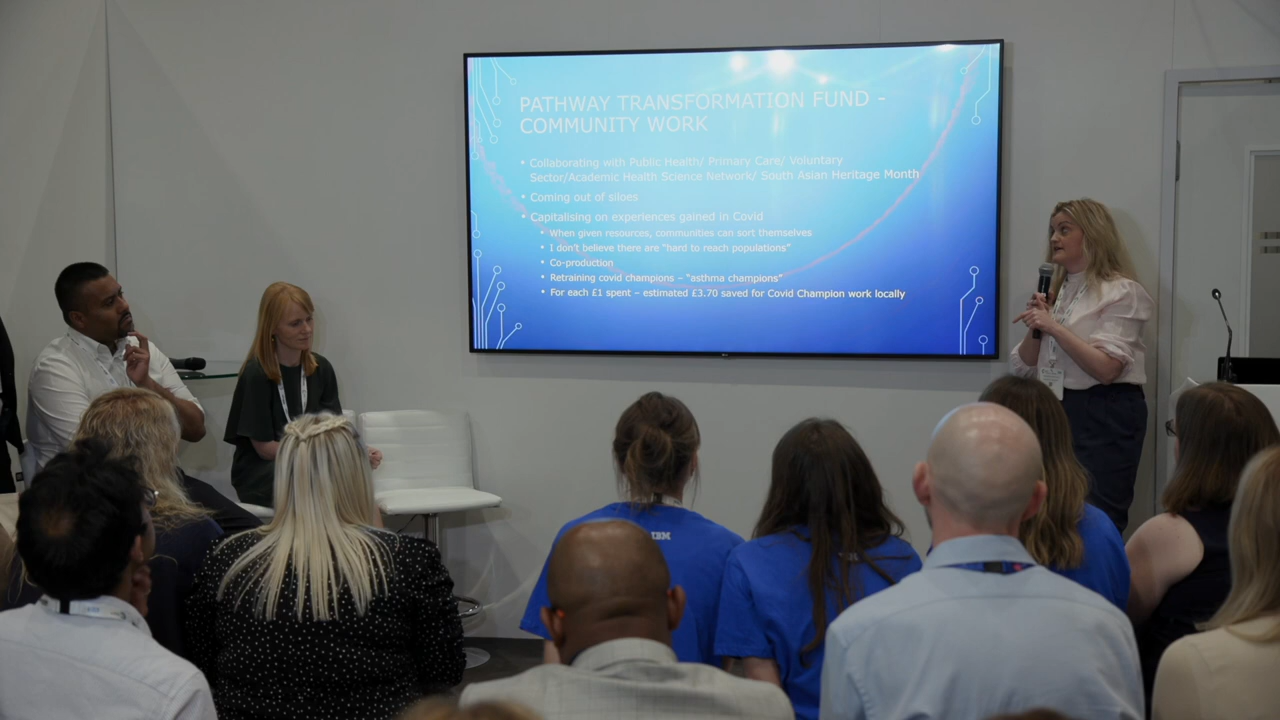 PATHWAY TRANSFORMATION FUND -
COMMUNITY WORK
• Collaborating with Public Health/ Primary Care/ Voluntary
Sector/Academic Health Science Network/ South Asian Heritage Month
• Coming out of siloes
• Capitalising on experiences gained in Covid
• When given resources, communities can sort themselves
• I don't believe there are "hard to reach populations"
• Co-production
• Retraining covid champions – "asthma champions"
• For each £1 spent – estimated £3.70 saved for Covid Champion work locally
IBM